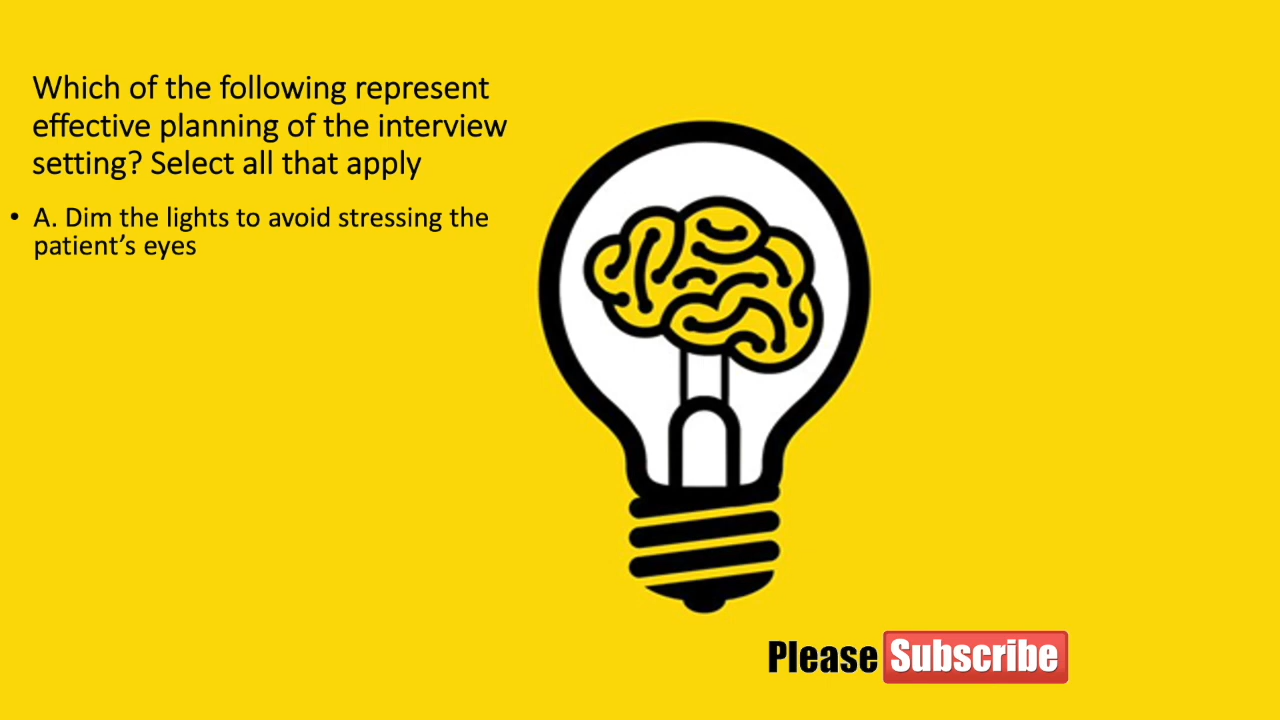 Which of the following represent
effective planning of the interview
setting? Select all that apply
• A. Dim the lights to avoid stressing the
patient’s eyes
Please Subscribe